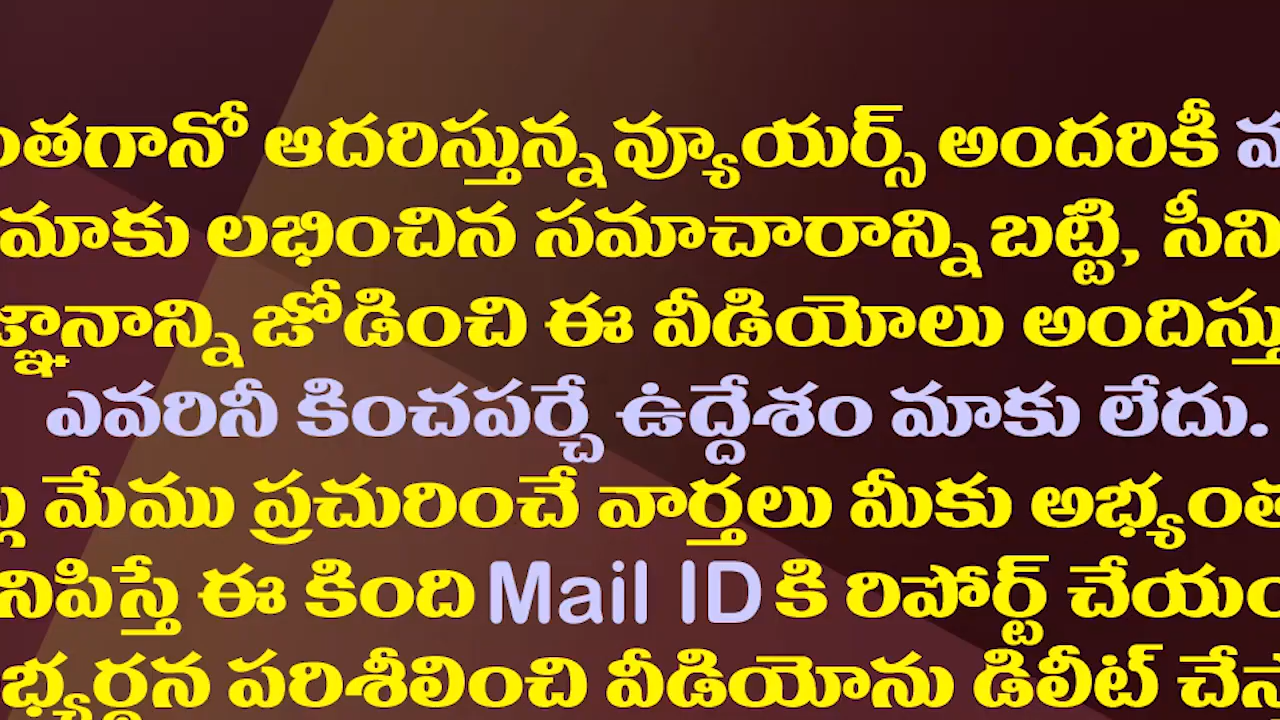 ఆదరిస్తున్న వ్యూయర్స్ అందరికీ
మాకు లభించిన సమాచారాన్ని బట్టి,
జోడించి ఈ వీడియోలు
ఎవరినీ కించపర్చే ఉద్దేశం మాకు లేదు.
మేము ప్రచురించే వార్తలు మీకు
ఈ కింది Mail ID కి రిపోర్ట్
పరిశీలించి వీడియోను డిలీట్